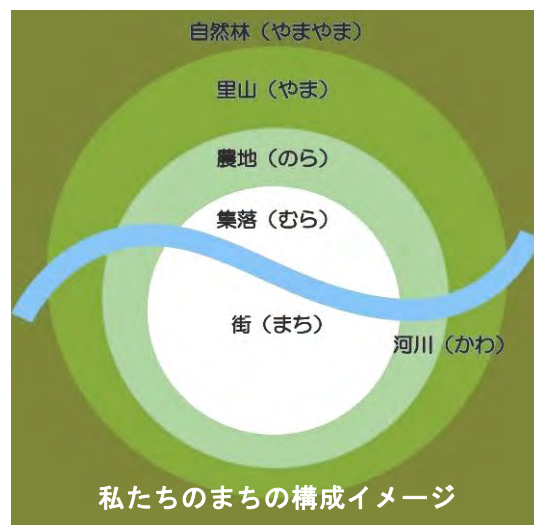 自然林（やまやま）
里山（やま）
農地（のら）
集落（むら）
街（まち）
河川（かわ）
私たちのまちの構成イメージ